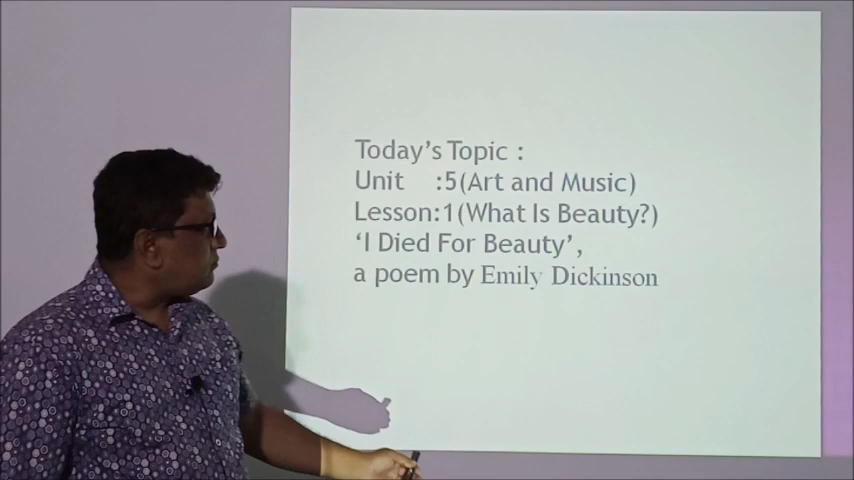 Today's Topic :
Unit :5(Art and Music)
Lesson:1(What Is Beauty?)
‘I Died For Beauty’,
a poem by Emily Dickinson